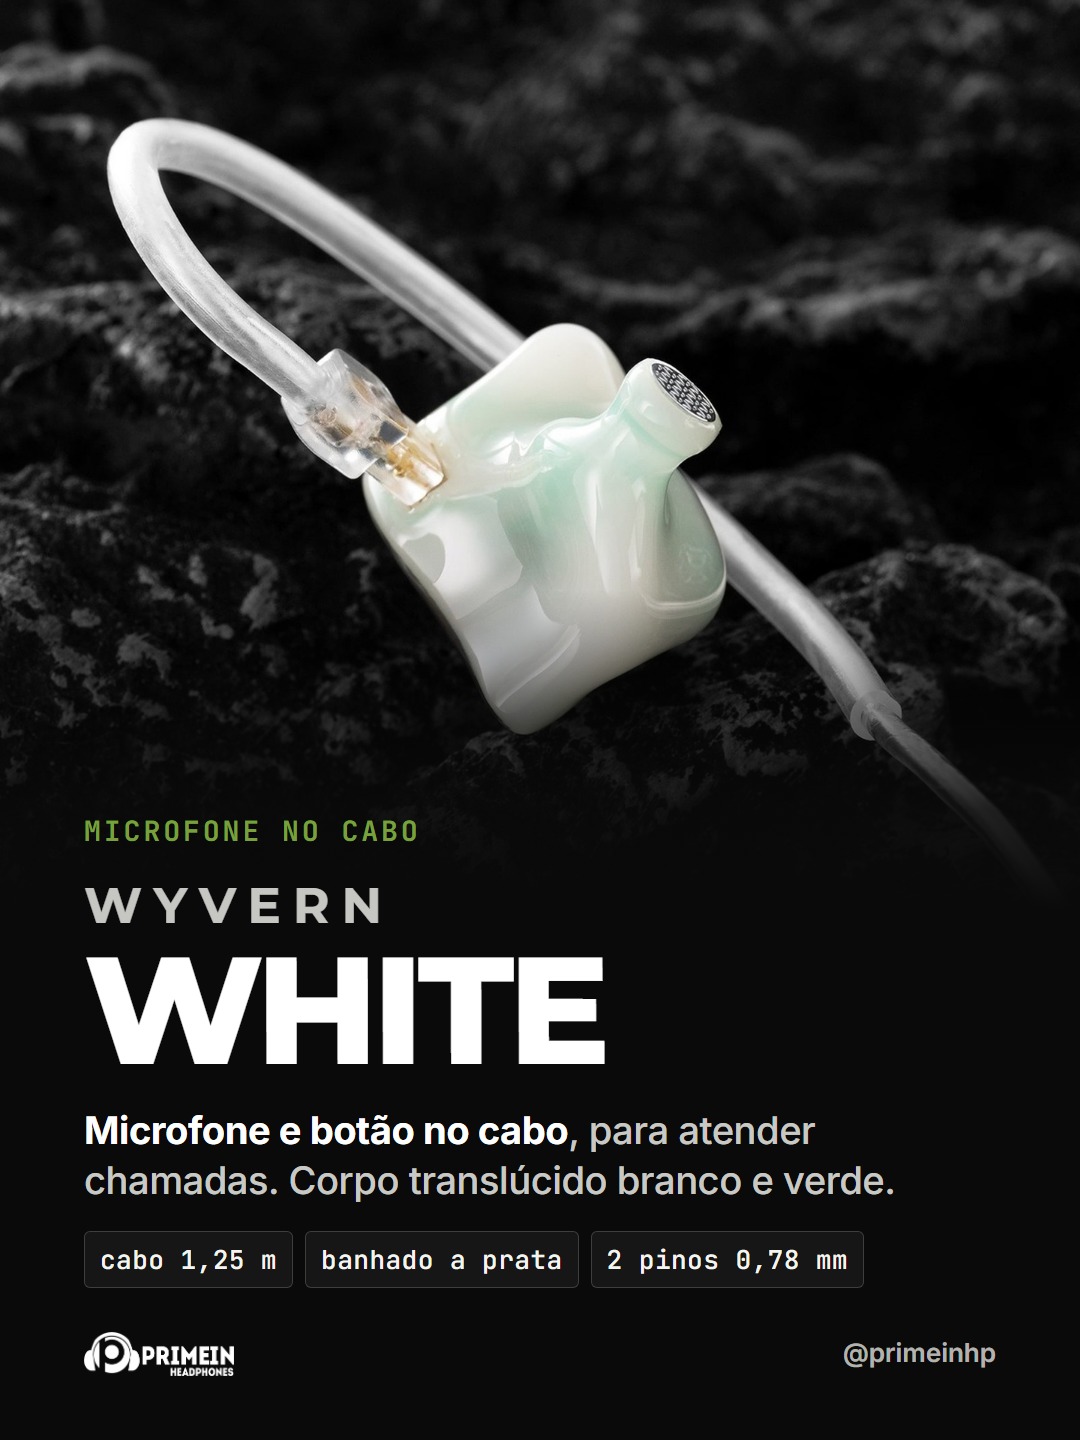 MICROFONE NO CABO
WYVERN
WHITE
Microfone e botão no cabo, para atender
chamadas. Corpo translúcido branco e verde.
cabo 1,25 m banhado a prata 2 pinos 0,78 mm
PRIMEIN
HEADPHONES
@primeinhp